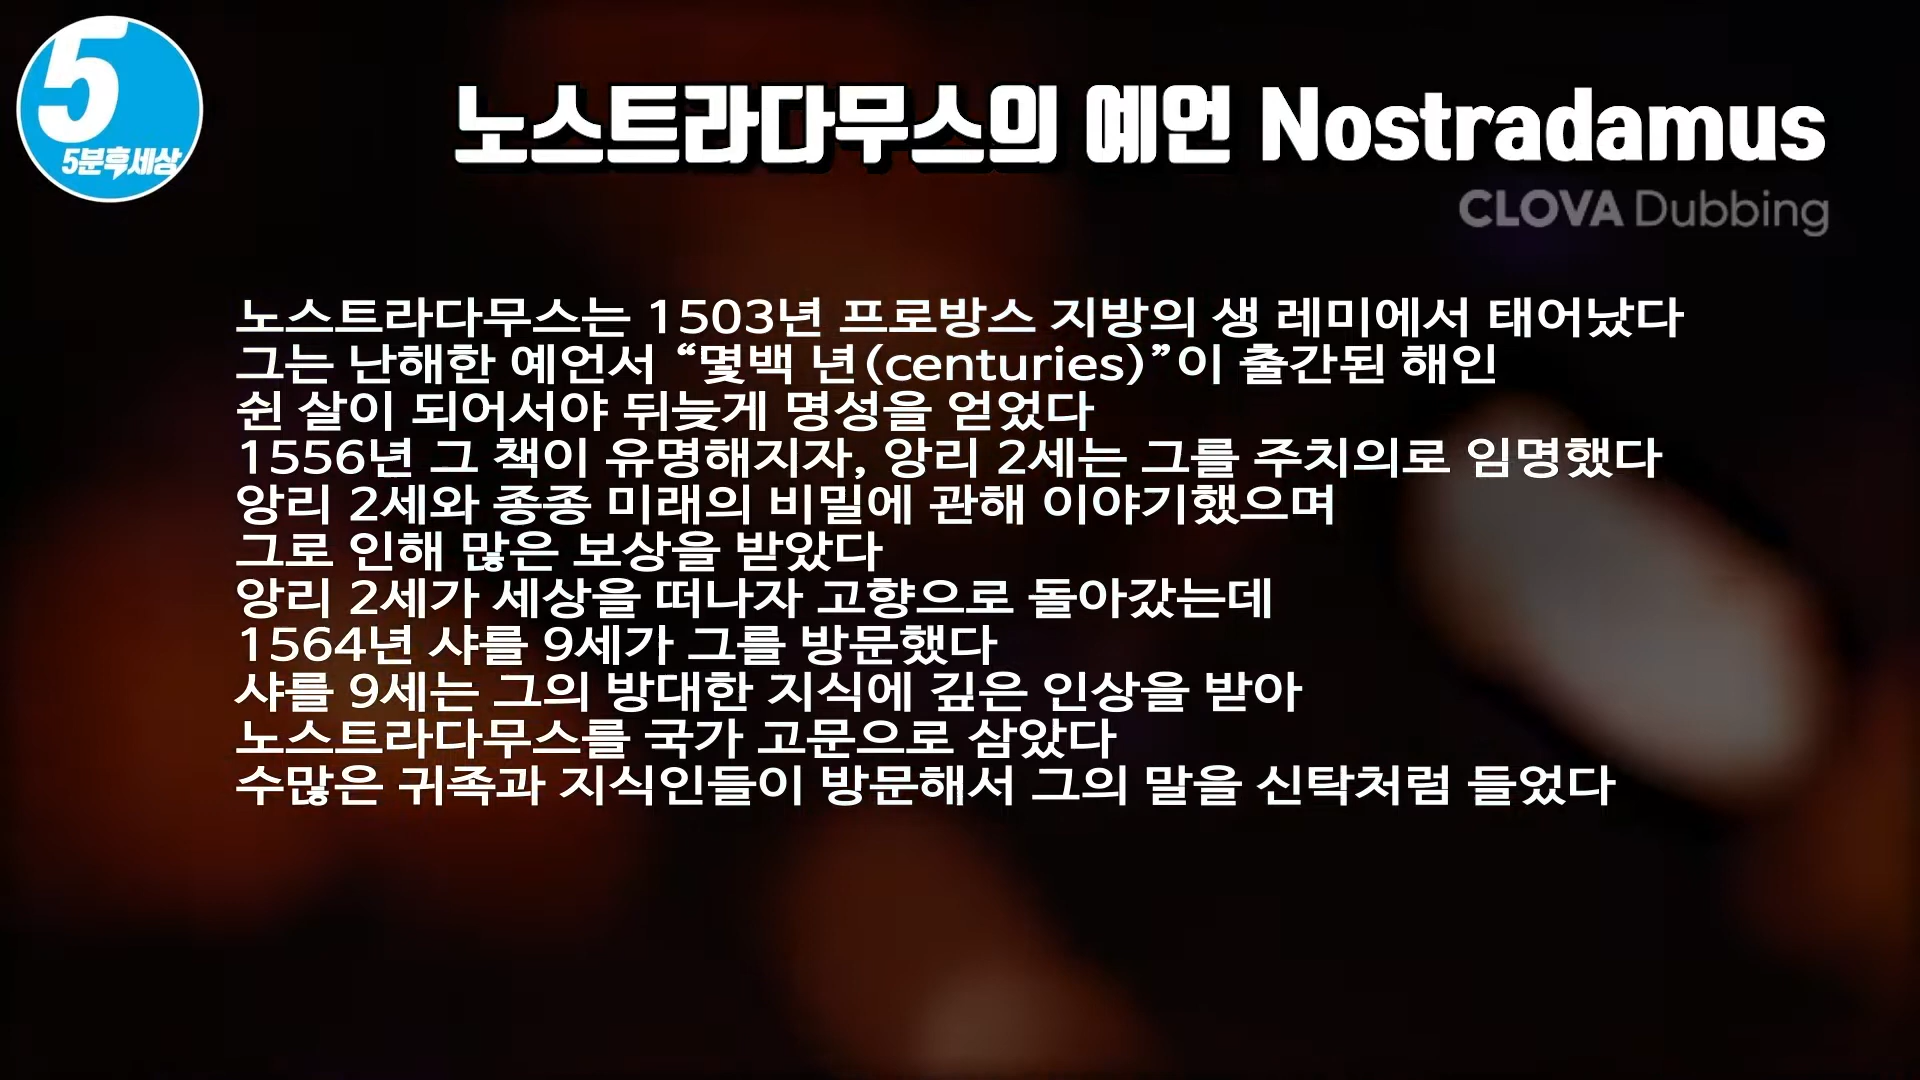 5
5분후세상
노스트라다무스의 예언 Nostradamus
CLOVA Dubbing
노스트라다무스는 1503년 프로방스 지방의 생 레미에서 태어났다
그는 난해한 예언서 “몇백 년(centuries)”이 출간된 해인
쉰 살이 되어서야 뒤늦게 명성을 얻었다
1556년 그 책이 유명해지자, 앙리 2세는 그를 주치의로 임명했다
앙리 2세와 종종 미래의 비밀에 관해 이야기했으며
그로 인해 많은 보상을 받았다
앙리 2세가 세상을 떠나자 고향으로 돌아갔는데
1564년 샤를 9세가 그를 방문했다
샤를 9세는 그의 방대한 지식에 깊은 인상을 받아
노스트라다무스를 국가 고문으로 삼았다
수많은 귀족과 지식인들이 방문해서 그의 말을 신탁처럼 들었다